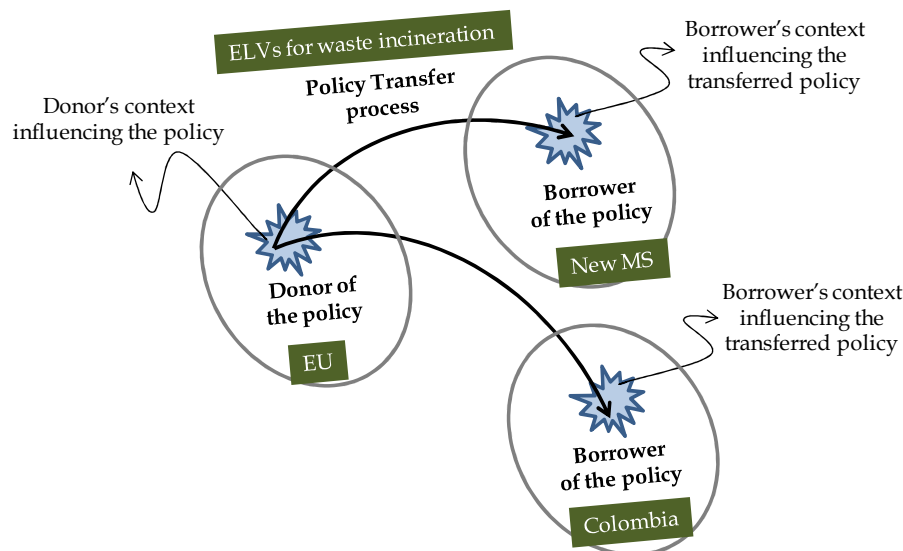 ELVs for waste incineration
Policy Transfer
process
Donor’s context
influencing the policy
Borrower’s context
influencing the
transferred policy
Borrower
of the policy
New MS
Donor of
the policy
EU
Borrower’s context
influencing the
transferred policy
Borrower
of the policy
Colombia